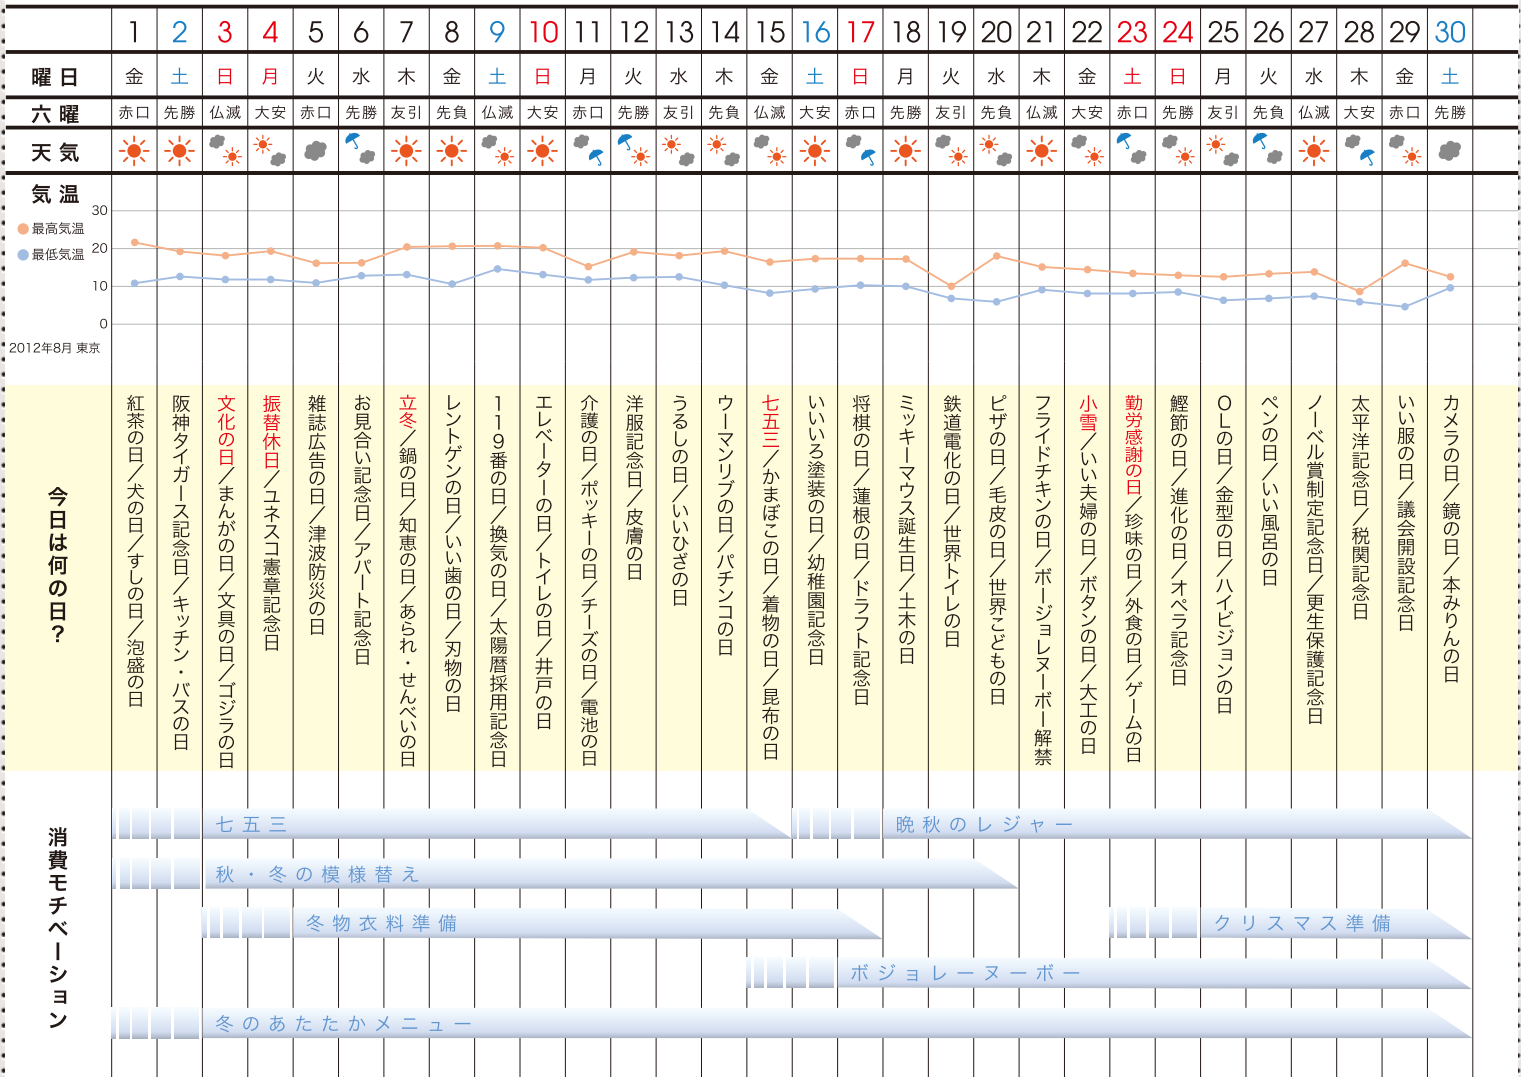 1 2 3 4 5 6 7 8 9 10 11 12 13 14 15 16 17 18 19 20 21 22 23 24 25 26 27 28 29 30
曜日 金 土 日 月 火 水 木 金 土 日 月 火 水 木 金 土 日 月 火 水 木 金 土 日 月 火 水 木 金 土
六曜 赤口 先勝 仏滅 大安 赤口 先勝 友引 先負 仏滅 大安 赤口 先勝 友引 先負 仏滅 大安 赤口 先勝 友引 先負 仏滅 大安 赤口 先勝 友引 先負 仏滅 大安 赤口 先勝
天気
気温
30
最高気温
20
最低気温
10
0
2012年8月 東京
今日は何の日?
紅茶の日/犬の日/すしの日/泡盛の日
阪神タイガース記念日/キッチン・バスの日
文化の日/まんがの日/文具の日/ゴジラの日
振替休日/ユネスコ憲章記念日
雑誌広告の日/津波防災の日
お見合い記念日/アパート記念日
立冬/鍋の日/知恵の日/あられ・せんべいの日
レントゲンの日/いい歯の日/刃物の日
119番の日/換気の日/太陽暦採用記念日
エレベーターの日/トイレの日/井戸の日
介護の日/ポッキーの日/チーズの日/電池の日
洋服記念日/皮膚の日
うるしの日/いいひざの日
ウーマンリブの日/パチンコの日
七五三/かまぼこの日/着物の日/昆布の日
いいいろ塗装の日/幼稚園記念日
将棋の日/蓮根の日/ドラフト記念日
ミッキーマウス誕生日/土木の日
鉄道電化の日/世界トイレの日
ピザの日/毛皮の日/世界こどもの日
フライドチキンの日/ボージョレヌーボー解禁
小雪/いい夫婦の日/ボタンの日/大工の日
勤労感謝の日/珍味の日/外食の日/ゲームの日
鰹節の日/進化の日/オペラ記念日
OLの日/金型の日/ハイビジョンの日
ペンの日/いい風呂の日
ノーベル賞制定記念日/更生保護記念日
太平洋記念日/税関記念日
いい服の日/議会開設記念日
カメラの日/鏡の日/本みりんの日
消費モチベーション
七五三
晩秋のレジャー
秋・冬の模様替え
冬物衣料準備
クリスマス準備
ボジョレーヌーボー
冬のあたたかメニュー